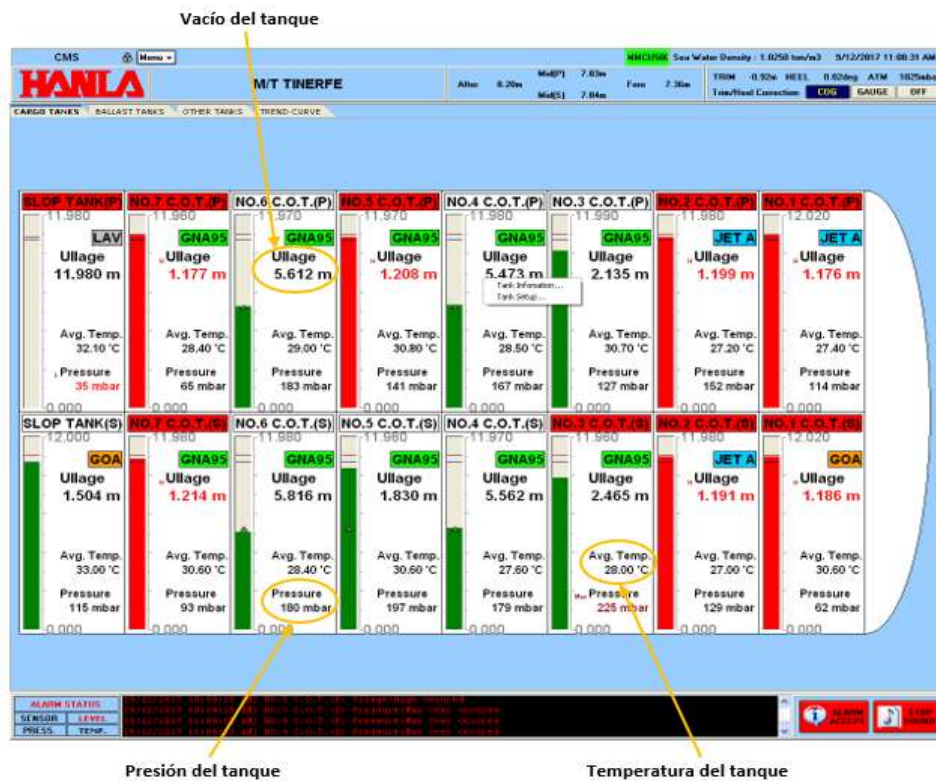 Vacío del tanque
CMS Menu Sea Water Density : 1.0250 ton/m3 5/12/2017 11:08:31 AM
HANLA M/T TINERFE After 8.20m Mid(P) 7.03m Fore 7.36m TRIM -0.92m HEEL 0.02deg ATM 1025mbar
Mid(S) 7.04m Trim/Heel Correction COG GAUGE OFF
CARGO TANKS BALLAST TANKS OTHER TANKS TREND CURVE
SLOP TANK(P) NO.7 C.O.T.(P) NO.6 C.O.T.(P) NO.5 C.O.T.(P) NO.4 C.O.T.(P) NO.3 C.O.T.(P) NO.2 C.O.T.(P) NO.1 C.O.T.(P)
11.980 11.960 11.970 11.970 11.980 11.990 11.980 12.020
LAV GNA95 GNA95 GNA95 GNA95 GNA95 JET A JET A
Ullage Ullage Ullage Ullage Ullage Ullage Ullage Ullage
11.980 m 1.177 m 5.612 m 1.208 m 5.473 m 2.135 m 1.199 m 1.176 m
Tank Infomation...
Tank Setup...
Avg. Temp. Avg. Temp. Avg. Temp. Avg. Temp. Avg. Temp. Avg. Temp. Avg. Temp. Avg. Temp.
32.10 °C 28.40 °C 29.00 °C 30.80 °C 28.50 °C 30.70 °C 27.20 °C 27.40 °C
Pressure Pressure Pressure Pressure Pressure Pressure Pressure Pressure
35 mbar 65 mbar 183 mbar 141 mbar 167 mbar 127 mbar 152 mbar 114 mbar
0.000 0.000 0.000 0.000 0.000 0.000 0.000 0.000
SLOP TANK(S) NO.7 C.O.T.(S) NO.6 C.O.T.(S) NO.5 C.O.T.(S) NO.4 C.O.T.(S) NO.3 C.O.T.(S) NO.2 C.O.T.(S) NO.1 C.O.T.(S)
12.000 11.980 11.980 11.960 11.970 11.960 11.980 12.020
GOA GNA95 GNA95 GNA95 GNA95 GNA95 JET A GOA
Ullage Ullage Ullage Ullage Ullage Ullage Ullage Ullage
1.504 m 1.214 m 5.816 m 1.830 m 5.562 m 2.465 m 1.191 m 1.186 m
Avg. Temp. Avg. Temp. Avg. Temp. Avg. Temp. Avg. Temp. Avg. Temp. Avg. Temp. Avg. Temp.
33.00 °C 30.60 °C 28.40 °C 30.60 °C 27.60 °C 28.00 °C 27.00 °C 30.60 °C
Pressure Pressure Pressure Pressure Pressure Pressure Pressure Pressure
115 mbar 93 mbar 180 mbar 197 mbar 179 mbar 225 mbar 129 mbar 62 mbar
0.000 0.000 0.000 0.000 0.000 0.000 0.000 0.000
ALARM STATUS
SENSOR LEVEL ALARM ACCEPT STOP SOUND
PRESS. TEMP.
Presión del tanque Temperatura del tanque